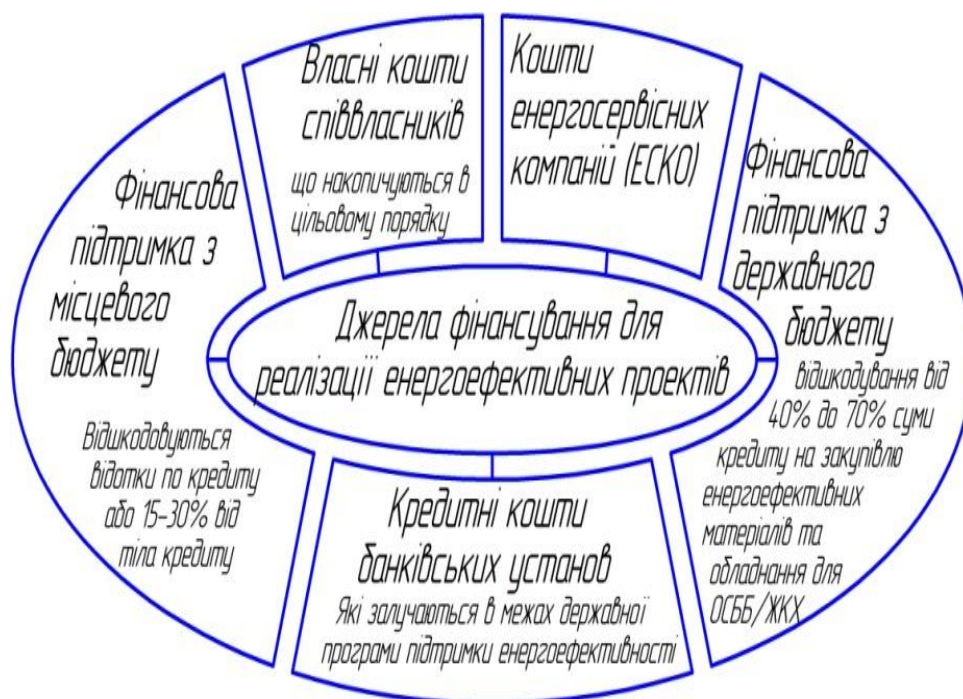 Власні кошти
співвласників
що накопичуються в
цільовому порядку
Кошти
енергосервісних
компаній (ЕСКО)
Фінансова
підтримка з
місцевого
бюджету
Відшкодовуються
відотки по кредиту
або 15-30% від
тіла кредиту
Джерела фінансування для
реалізації енергоефективних проектів
Фінансова
підтримка з
державного
бюджету
відшкодування від
40% до 70% суми
кредиту на закупівлю
енергоефективних
матеріалів та
обладнання для
ОСББ/ЖКХ
Кредитні кошти
банківських установ
Які залучаються в межах державної
програми підтримки енергоефективності